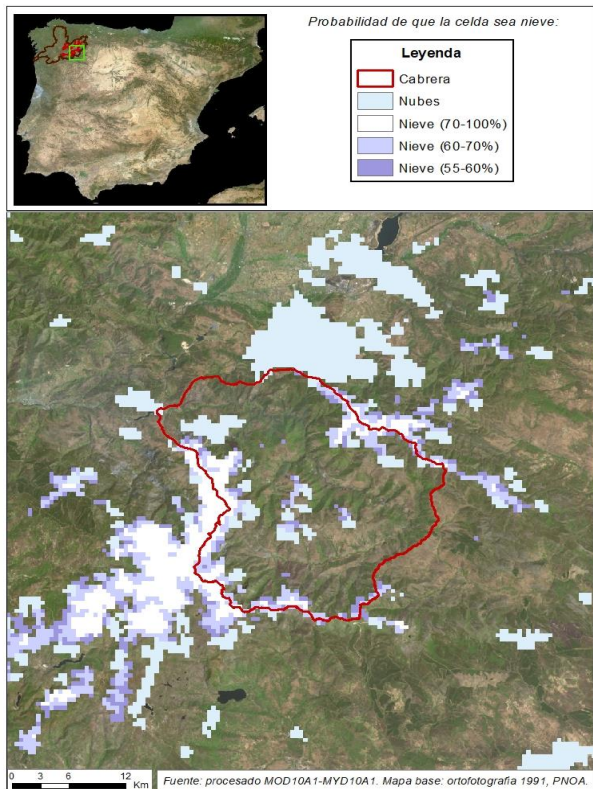 Probabilidad de que la celda sea nieve:
Leyenda
Cabrera
Nubes
Nieve (70-100%)
Nieve (60-70%)
Nieve (55-60%)
0 3 6 12
Km
Fuente: procesado MOD10A1-MYD10A1. Mapa base: ortofotografia 1991, PNOA.